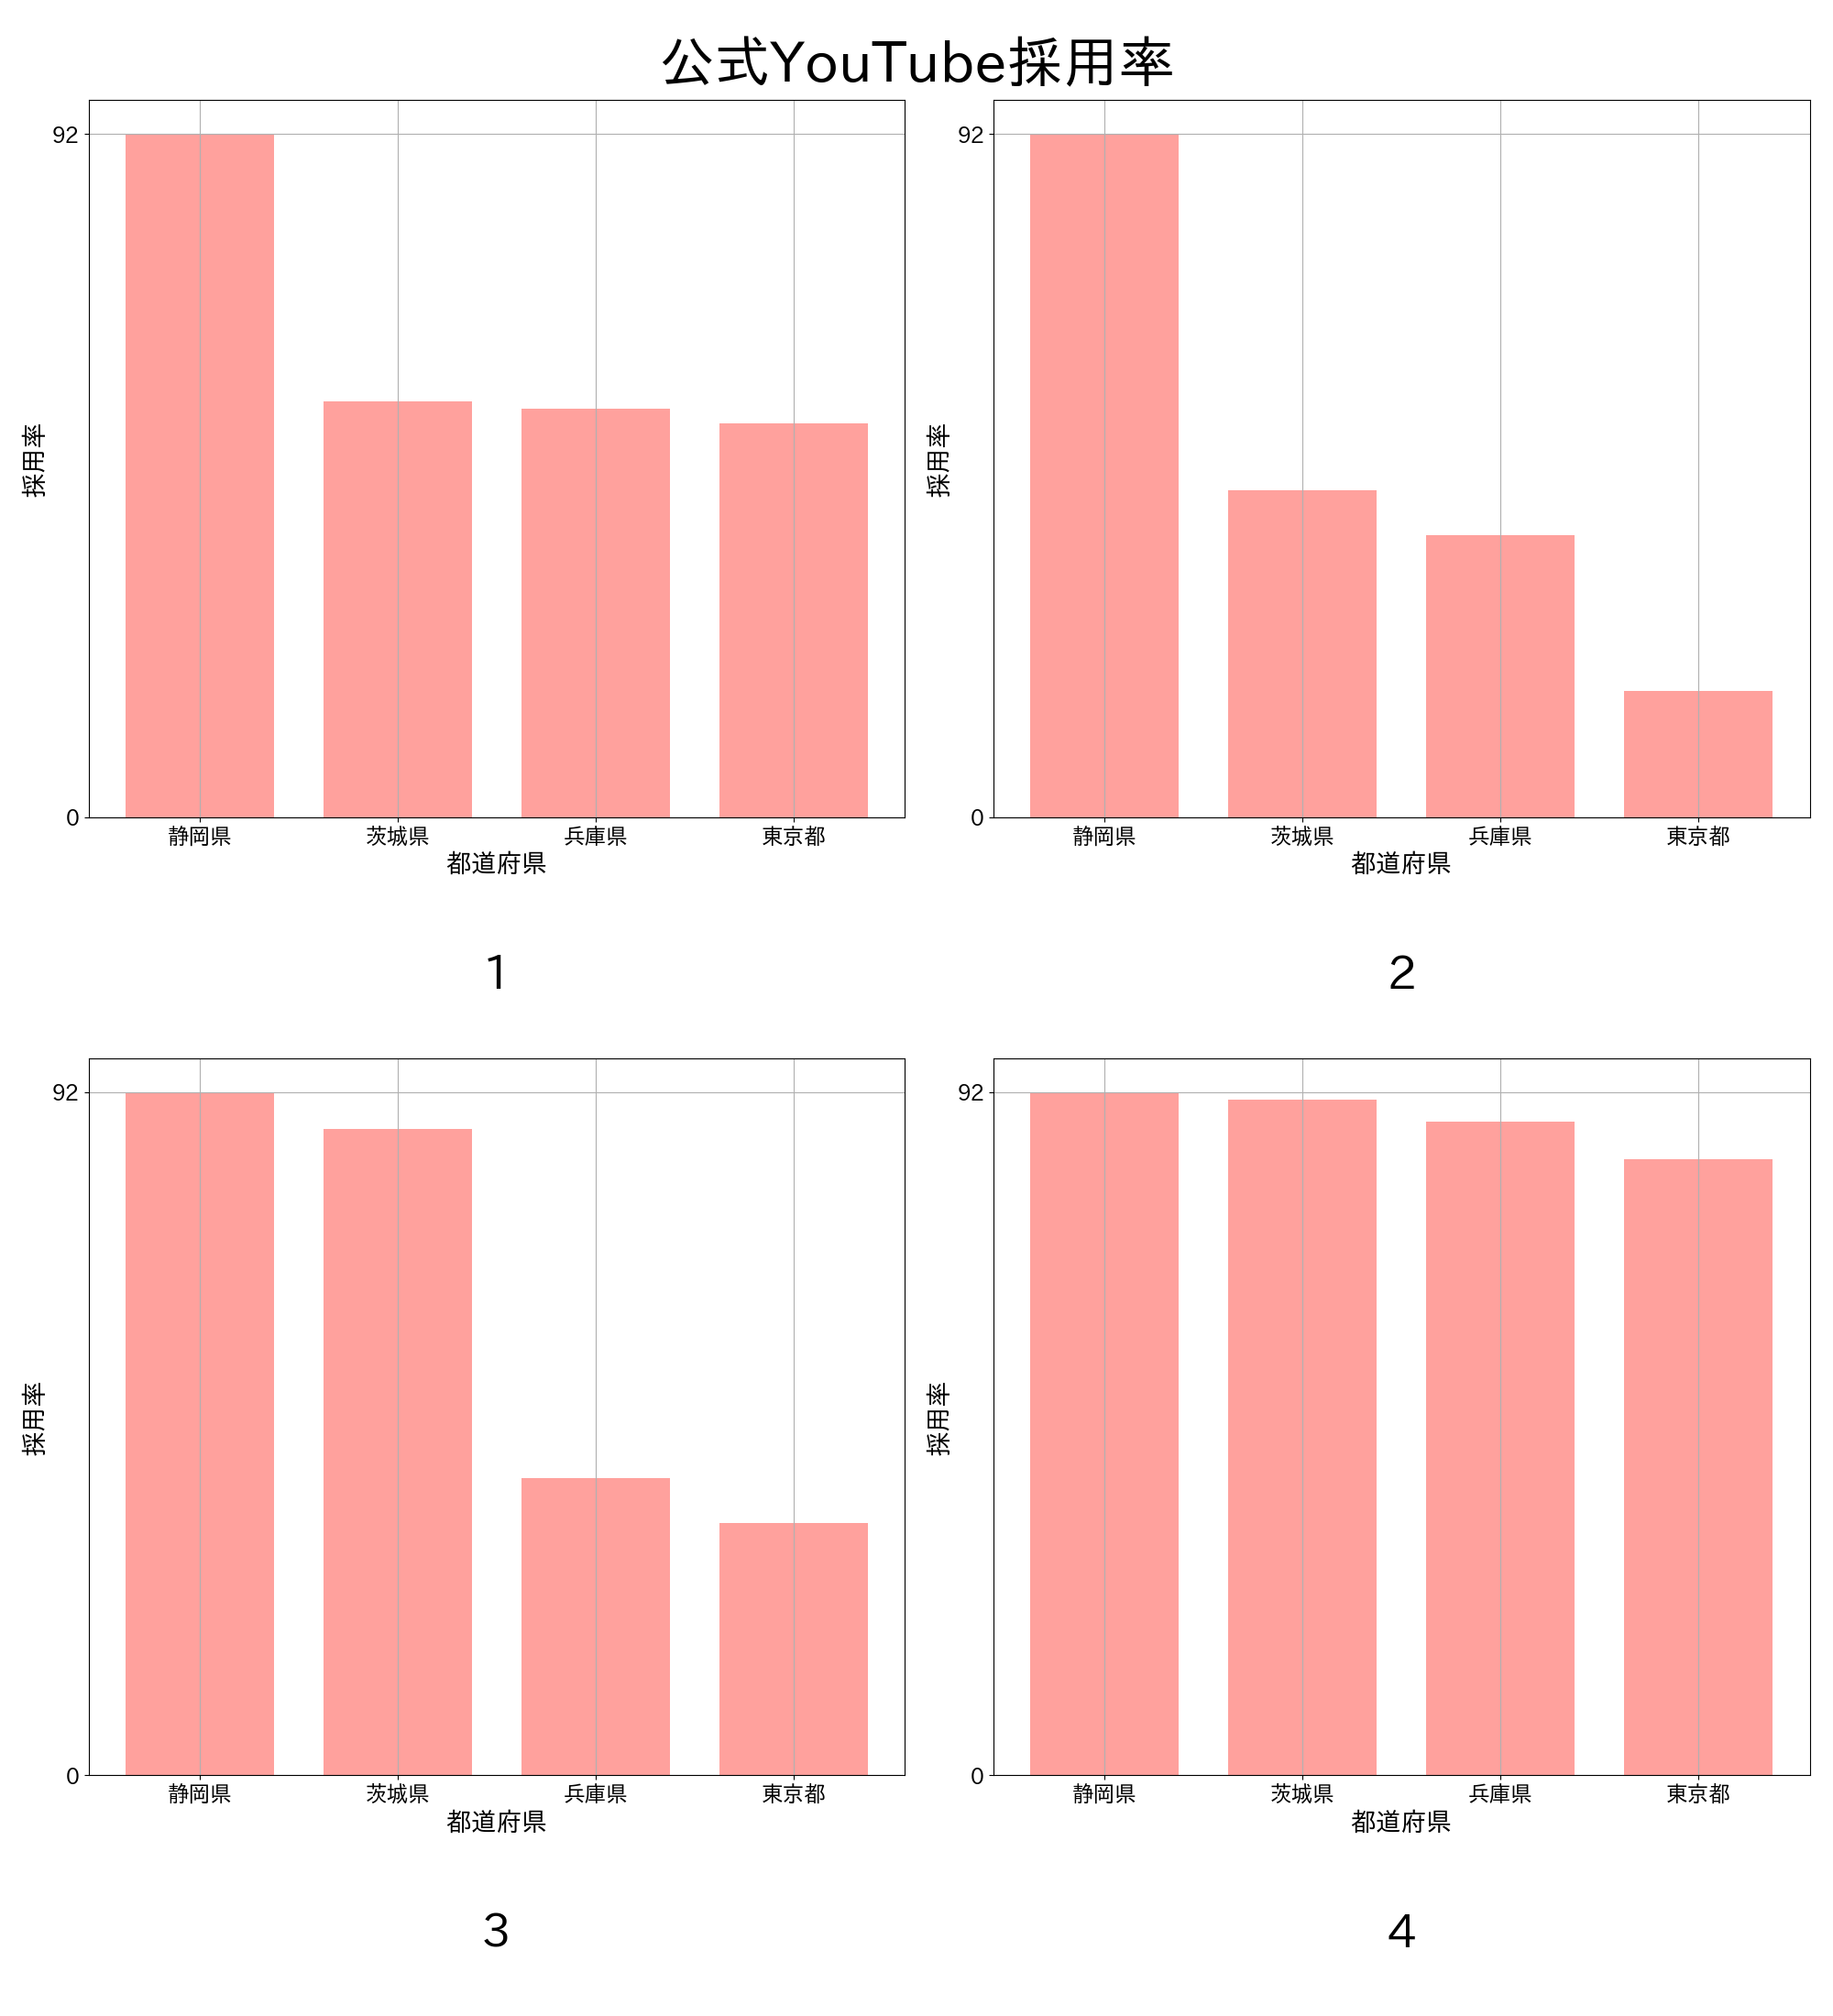 公式YouTube採用率
92
0
採用率
静岡県 茨城県 兵庫県 東京都
都道府県
1
92
0
採用率
静岡県 茨城県 兵庫県 東京都
都道府県
2
92
0
採用率
静岡県 茨城県 兵庫県 東京都
都道府県
3
92
0
採用率
静岡県 茨城県 兵庫県 東京都
都道府県
4